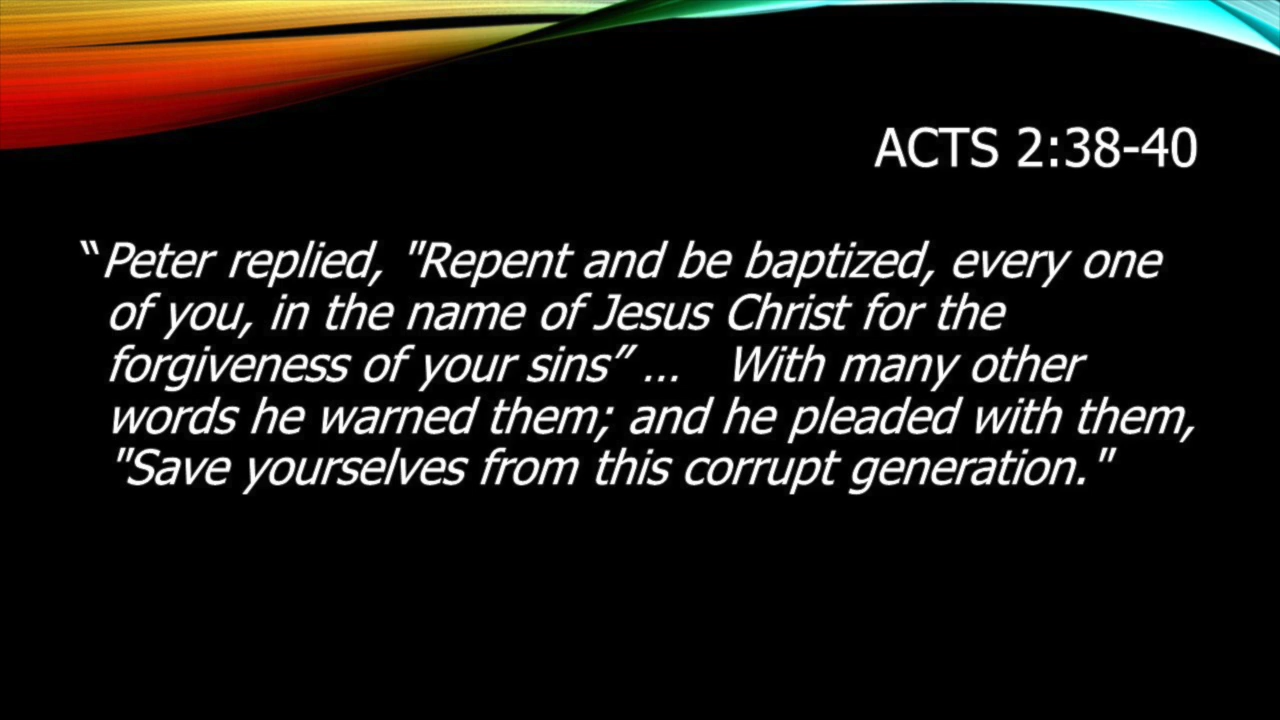 ACTS 2:38-40
“Peter replied, "Repent and be baptized, every one
of you, in the name of Jesus Christ for the
forgiveness of your sins” … With many other
words he warned them; and he pleaded with them,
"Save yourselves from this corrupt generation."